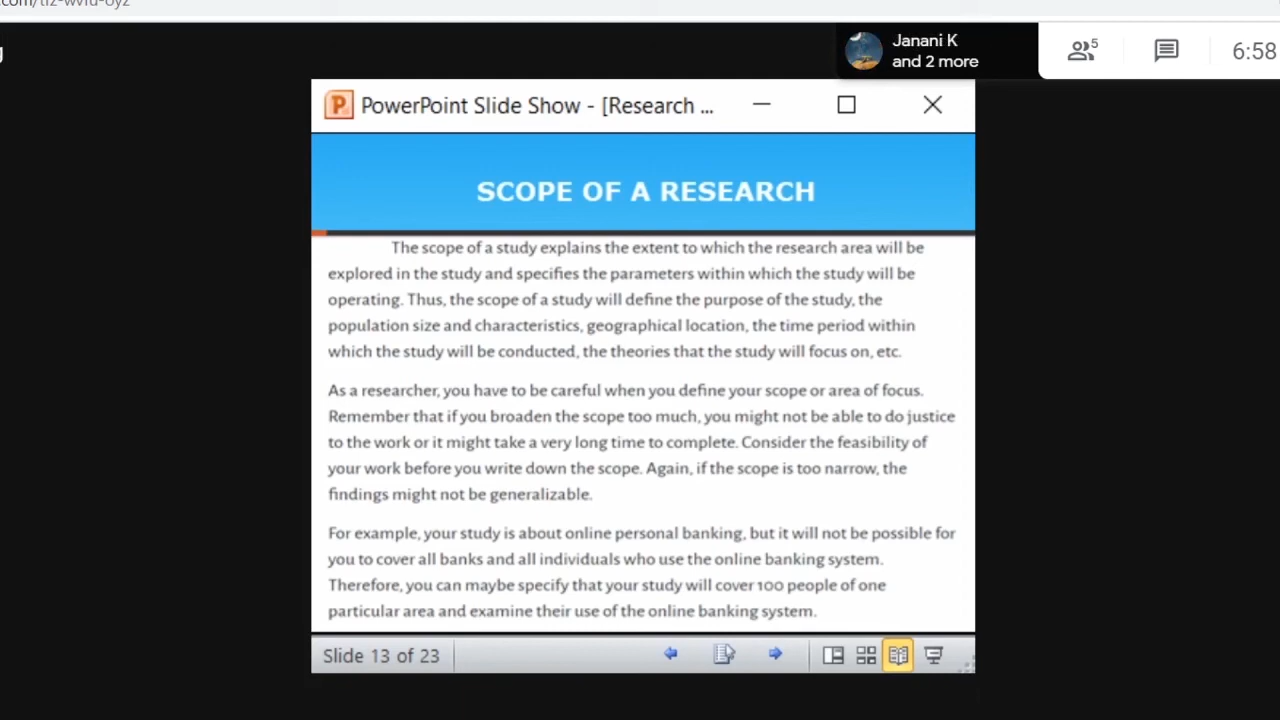 Janani K
and 2 more
5
6:58
PowerPoint Slide Show - [Research ...
SCOPE OF A RESEARCH
The scope of a study explains the extent to which the research area will be
explored in the study and specifies the parameters within which the study will be
operating. Thus, the scope of a study will define the purpose of the study, the
population size and characteristics, geographical location, the time period within
which the study will be conducted, the theories that the study will focus on, etc.
As a researcher, you have to be careful when you define your scope or area of focus.
Remember that if you broaden the scope too much, you might not be able to do justice
to the work or it might take a very long time to complete. Consider the feasibility of
your work before you write down the scope. Again, if the scope is too narrow, the
findings might not be generalizable.
For example, your study is about online personal banking, but it will not be possible for
you to cover all banks and all individuals who use the online banking system.
Therefore, you can maybe specify that your study will cover 100 people of one
particular area and examine their use of the online banking system.
Slide 13 of 23